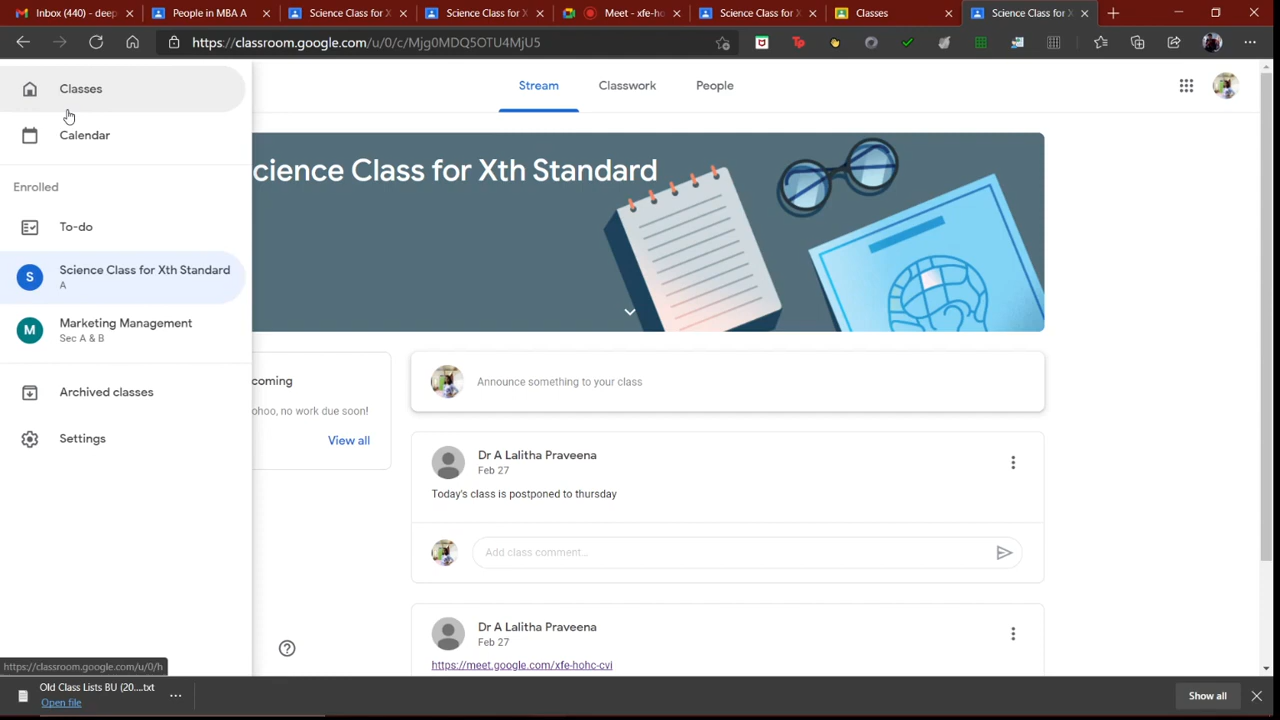 Inbox (440) - deep
People in MBA A
Science Class for X
Science Class for X
Meet - xfe-ho
Science Class for X
Classes
Science Class for X
https://classroom.google.com/u/0/c/Mjg0MDQ5OTU4MjU5
Classes
Stream
Classwork
People
Calendar
Enrolled
To-do
S
Science Class for Xth Standard
A
M
Marketing Management
Sec A & B
Archived classes
Settings
cience Class for Xth Standard
coming
ohoo, no work due soon!
View all
Announce something to your class
Dr A Lalitha Praveena
Feb 27
Today's class is postponed to thursday
Add class comment...
Dr A Lalitha Praveena
Feb 27
https://meet.google.com/xfe-hohc-cvi
https://classroom.google.com/u/0/h
Old Class Lists BU (20....txt
Open file
Show all